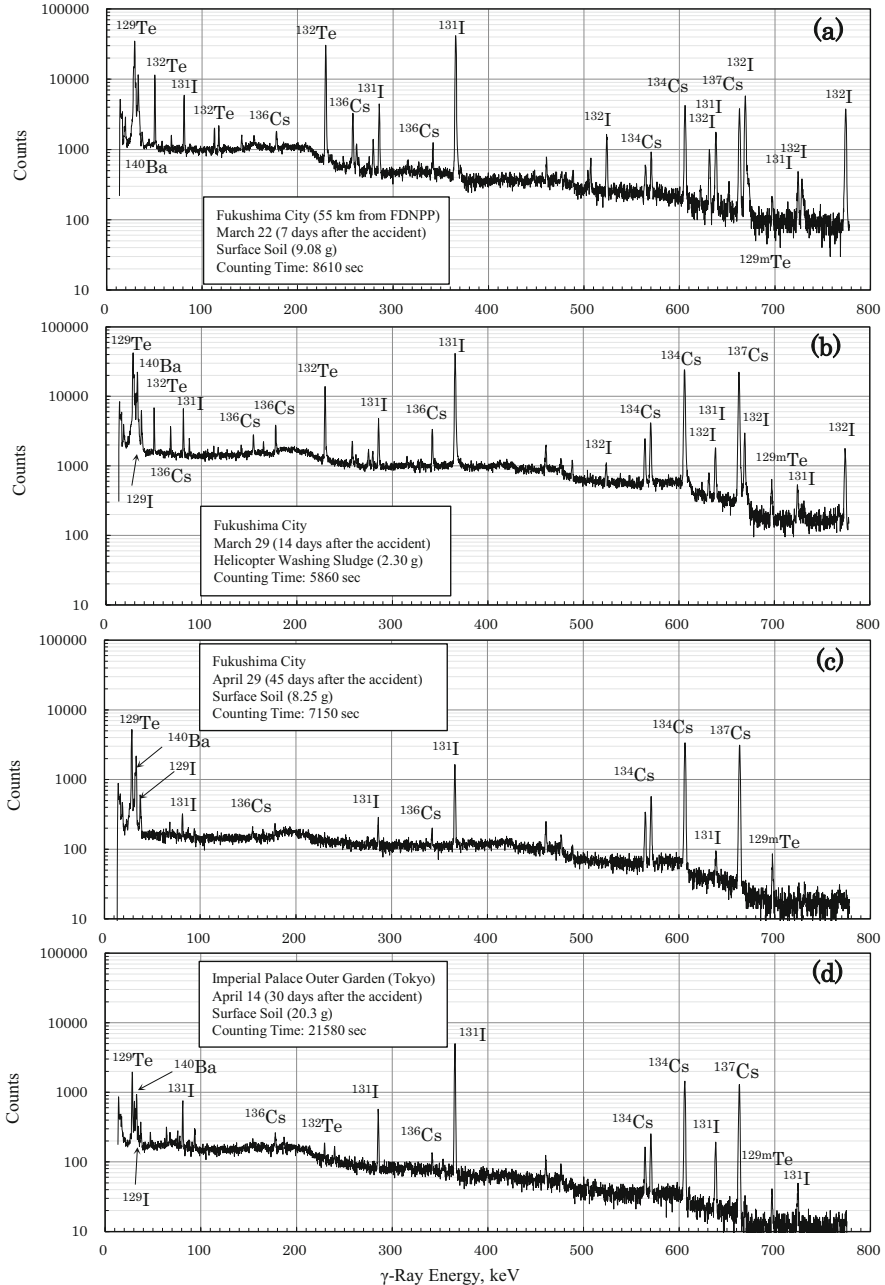 100000
10000
1000
100
10
Counts
¹²⁹Te
¹³²Te
¹³¹I
¹³²Te
¹⁴⁰Ba
¹³⁶Cs
¹³²Te
¹³⁶Cs
¹³¹I
¹³⁶Cs
¹³¹I
¹³²I
¹³⁴Cs
¹³⁴Cs
¹³¹I
¹³²I
¹³⁷Cs
¹³²I
¹³²I
¹³¹I
¹²⁹ᵐTe
¹³²I
(a)
Fukushima City (55 km from FDNPP)
March 22 (7 days after the accident)
Surface Soil (9.08 g)
Counting Time: 8610 sec
0 100 200 300 400 500 600 700 800
100000
10000
1000
100
10
Counts
¹²⁹Te
¹⁴⁰Ba
¹³²Te
¹³¹I
¹³⁶Cs
¹²⁹I
¹³⁶Cs
¹³⁶Cs
¹³²Te
¹³¹I
¹³⁶Cs
¹³¹I
¹³²I
¹³⁴Cs
¹³⁴Cs
¹³¹I
¹³²I
¹³⁷Cs
¹³²I
¹²⁹ᵐTe
¹³¹I
¹³²I
(b)
Fukushima City
March 29 (14 days after the accident)
Helicopter Washing Sludge (2.30 g)
Counting Time: 5860 sec
0 100 200 300 400 500 600 700 800
100000
10000
1000
100
10
Counts
Fukushima City
April 29 (45 days after the accident)
Surface Soil (8.25 g)
Counting Time: 7150 sec
(c)
¹²⁹Te
¹⁴⁰Ba
¹²⁹I
¹³¹I
¹³⁶Cs
¹³¹I
¹³⁶Cs
¹³¹I
¹³⁴Cs
¹³⁴Cs
¹³¹I
¹³⁷Cs
¹²⁹ᵐTe
0 100 200 300 400 500 600 700 800
100000
10000
1000
100
10
Counts
Imperial Palace Outer Garden (Tokyo)
April 14 (30 days after the accident)
Surface Soil (20.3 g)
Counting Time: 21580 sec
(d)
¹²⁹Te
¹⁴⁰Ba
¹³¹I
¹²⁹I
¹³⁶Cs
¹³²Te
¹³¹I
¹³⁶Cs
¹³¹I
¹³⁴Cs
¹³⁴Cs
¹³¹I
¹³⁷Cs
¹²⁹ᵐTe
¹³¹I
0 100 200 300 400 500 600 700 800
γ-Ray Energy, keV